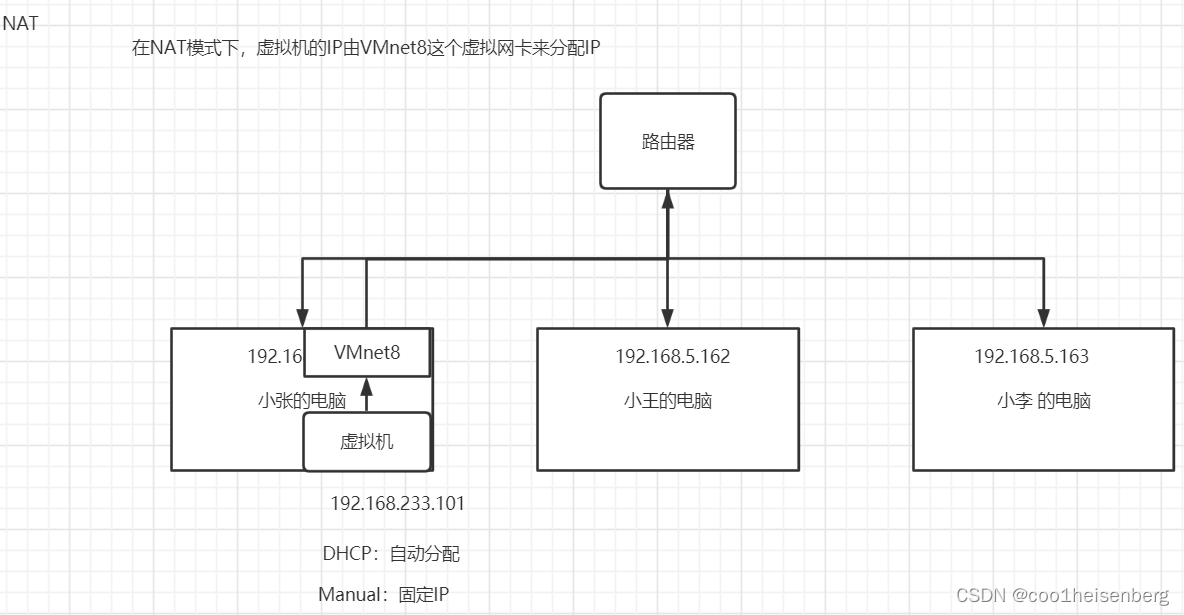 NAT
在NAT模式下，虚拟机的IP由VMnet8这个虚拟网卡来分配IP
路由器
192.16
VMnet8
小张的电脑
虚拟机
192.168.5.162
小王的电脑
192.168.5.163
小李 的电脑
192.168.233.101
DHCP：自动分配
Manual：固定IP
CSDN @coo1heisenberg